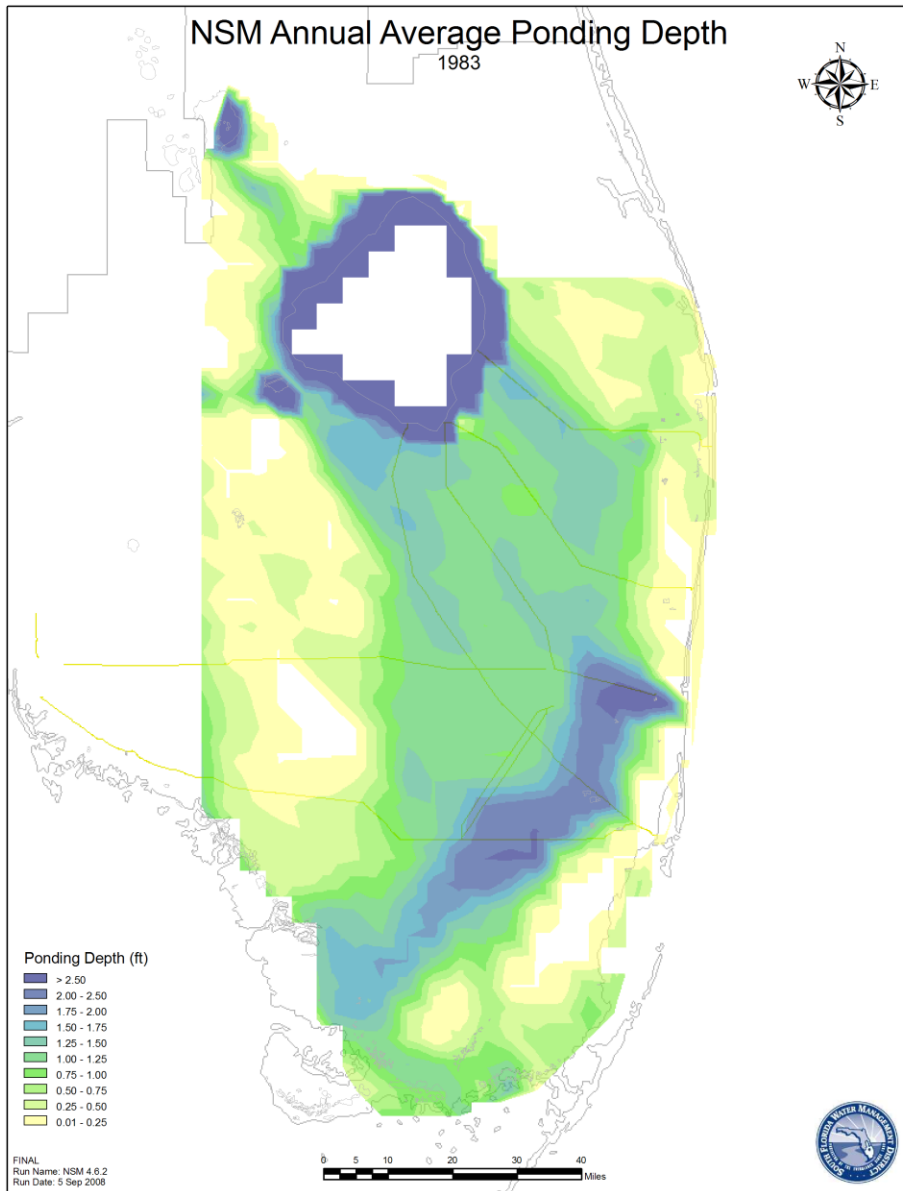 NSM Annual Average Ponding Depth
1983
N
W
E
S
Ponding Depth (ft)
> 2.50
2.00 - 2.50
1.75 - 2.00
1.50 - 1.75
1.25 - 1.50
1.00 - 1.25
0.75 - 1.00
0.50 - 0.75
0.25 - 0.50
0.01 - 0.25
FINAL
Run Name: NSM 4.6.2
Run Date: 5 Sep 2008
0 5 10 20 30 40
Miles
SOUTH FLORIDA WATER MANAGEMENT DISTRICT